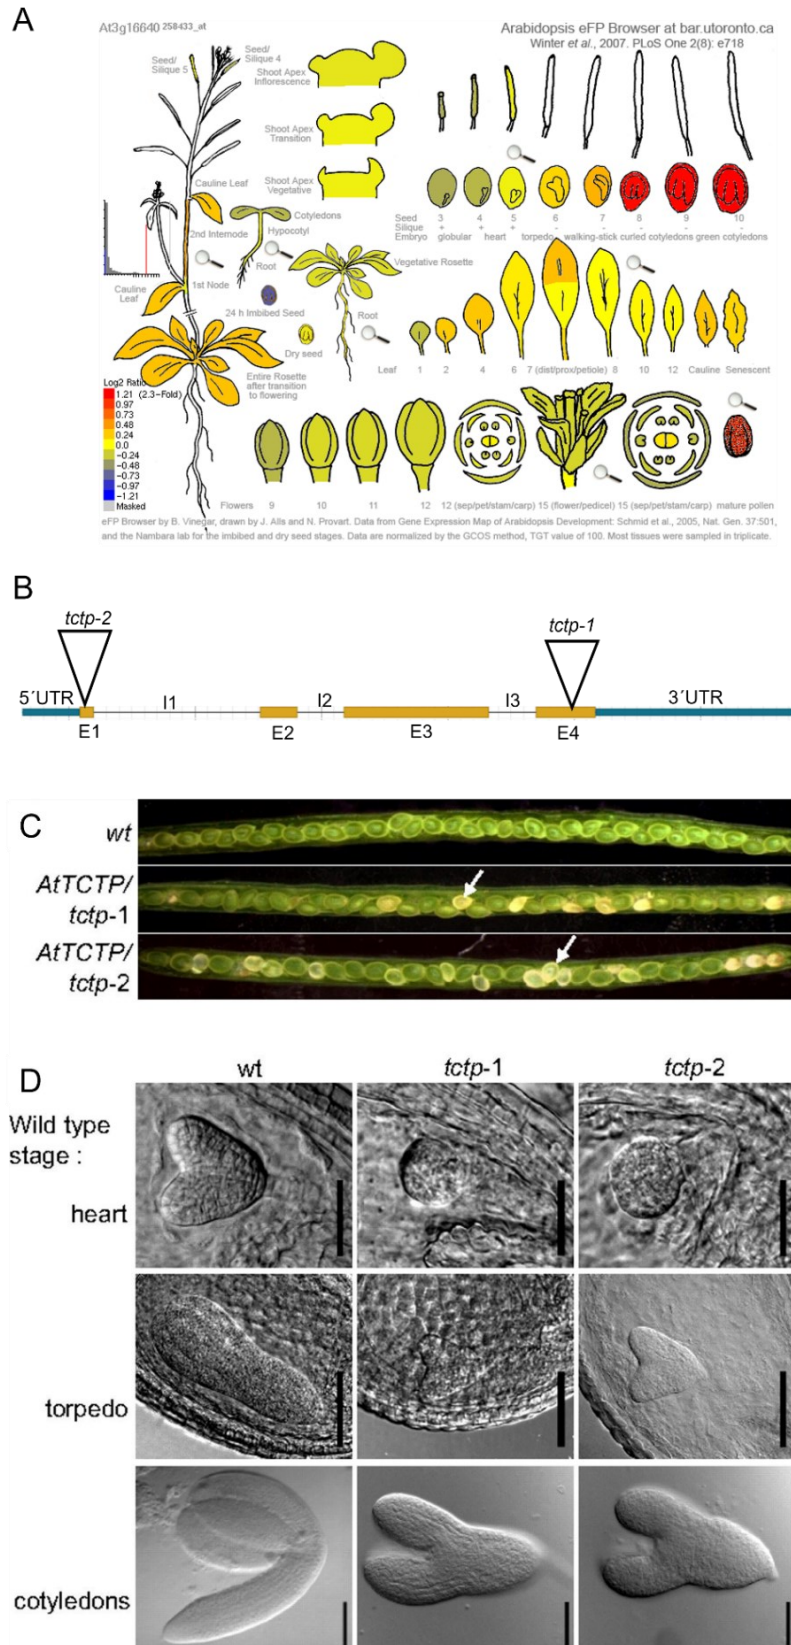 A
At3g16640 258433_at
Arabidopsis eFP Browser at bar.utoronto.ca
Winter et al., 2007. PLoS One 2(8): e718
Seed/
Silique 5
Seed/
Silique 4
Shoot Apex
Inflorescence
Shoot Apex
Transition
Shoot Apex
Vegetative
Cauline Leaf
2nd Internode
Cotyledons
Hypocotyl
Root
Cauline
Leaf
1st Node
24 h Imbibed Seed
Dry seed
Vegetative Rosette
Root
Entire Rosette
after transition
to flowering
Seed 3 4 5 6 7 8 9 10
Silique + + + - - - - -
Embryo globular heart torpedo walking-stick curled cotyledons green cotyledons
Leaf 1 2 4 6 7 (dist/prox/petiole) 8 10 12 Cauline Senescent
Log2 Ratio
1.21 (2.3-Fold)
0.97
0.73
0.48
0.24
0.0
-0.24
-0.48
-0.73
-0.97
-1.21
Masked
Flowers 9 10 11 12 12 (sep/pet/stam/carp) 15 (flower/pedicel) 15 (sep/pet/stam/carp) mature pollen
eFP Browser by B. Vinegar, drawn by J. Alls and N. Provart. Data from Gene Expression Map of Arabidopsis Development: Schmid et al., 2005, Nat. Gen. 37:501,
and the Nambara lab for the imbibed and dry seed stages. Data are normalized by the GCOS method, TGT value of 100. Most tissues were sampled in triplicate.
B
tctp-2
tctp-1
5´UTR I1 I2 I3 3´UTR
E1 E2 E3 E4
C
wt
AtTCTP/
tctp-1
AtTCTP/
tctp-2
D
wt tctp-1 tctp-2
Wild type
stage :
heart
torpedo
cotyledons